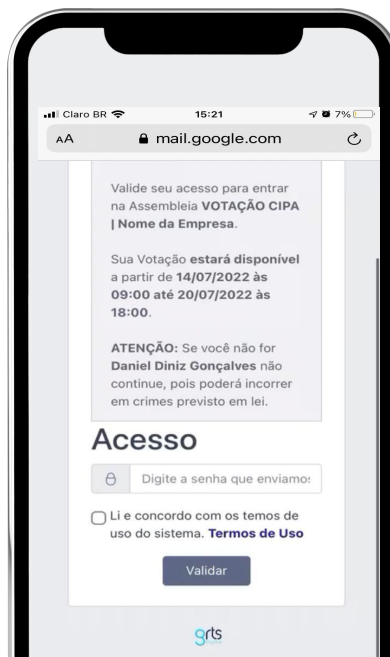 Claro BR 15:21 7%
AA mail.google.com
Valide seu acesso para entrar
na Assembleia VOTAÇÃO CIPA
| Nome da Empresa.
Sua Votação estará disponível
a partir de 14/07/2022 às
09:00 até 20/07/2022 às
18:00.
ATENÇÃO: Se você não for
Daniel Diniz Gonçalves não
continue, pois poderá incorrer
em crimes previsto em lei.
Acesso
Digite a senha que enviamos
Li e concordo com os temos de
uso do sistema. Termos de Uso
Validar
grts